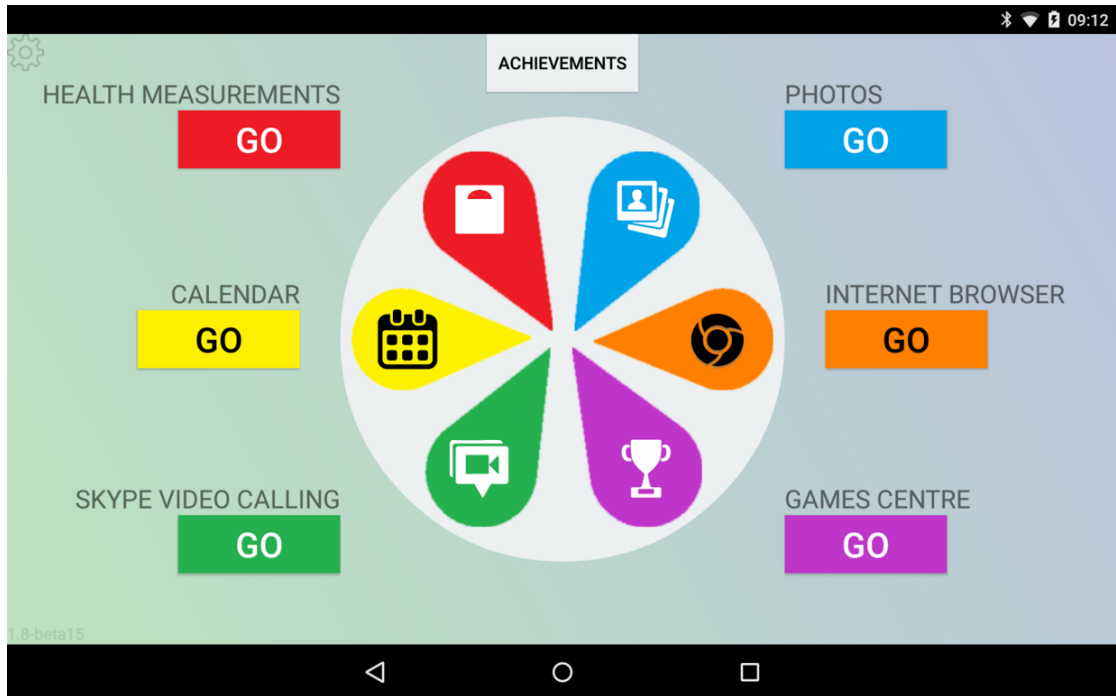 09:12
ACHIEVEMENTS
HEALTH MEASUREMENTS
GO
PHOTOS
GO
CALENDAR
GO
INTERNET BROWSER
GO
SKYPE VIDEO CALLING
GO
GAMES CENTRE
GO
1.8-beta15